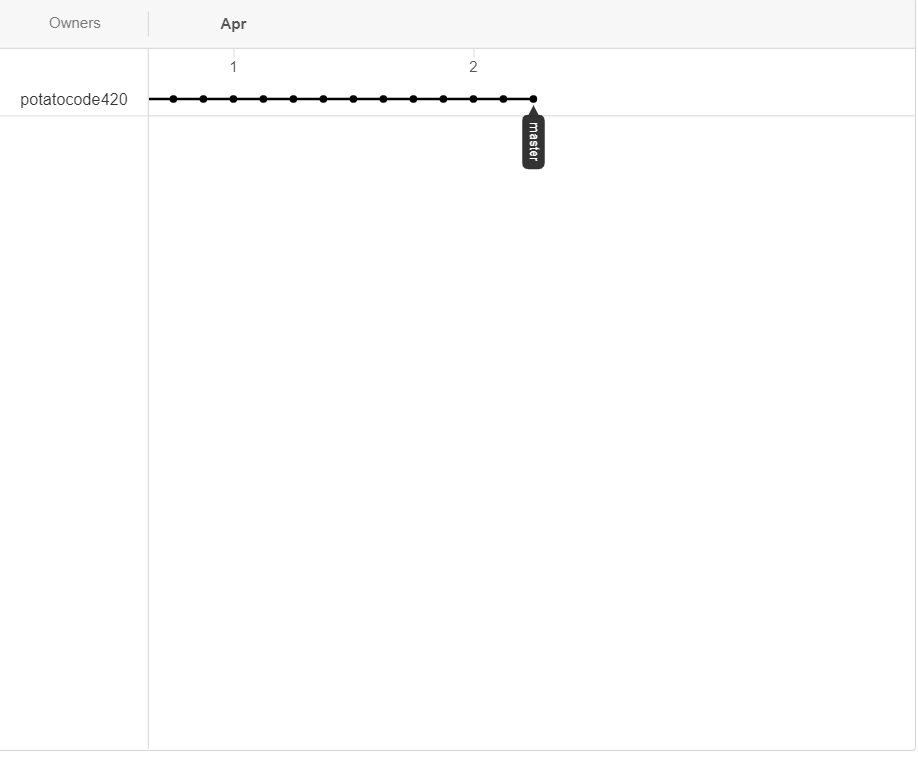 Owners
Apr
1
2
potatocode420
master